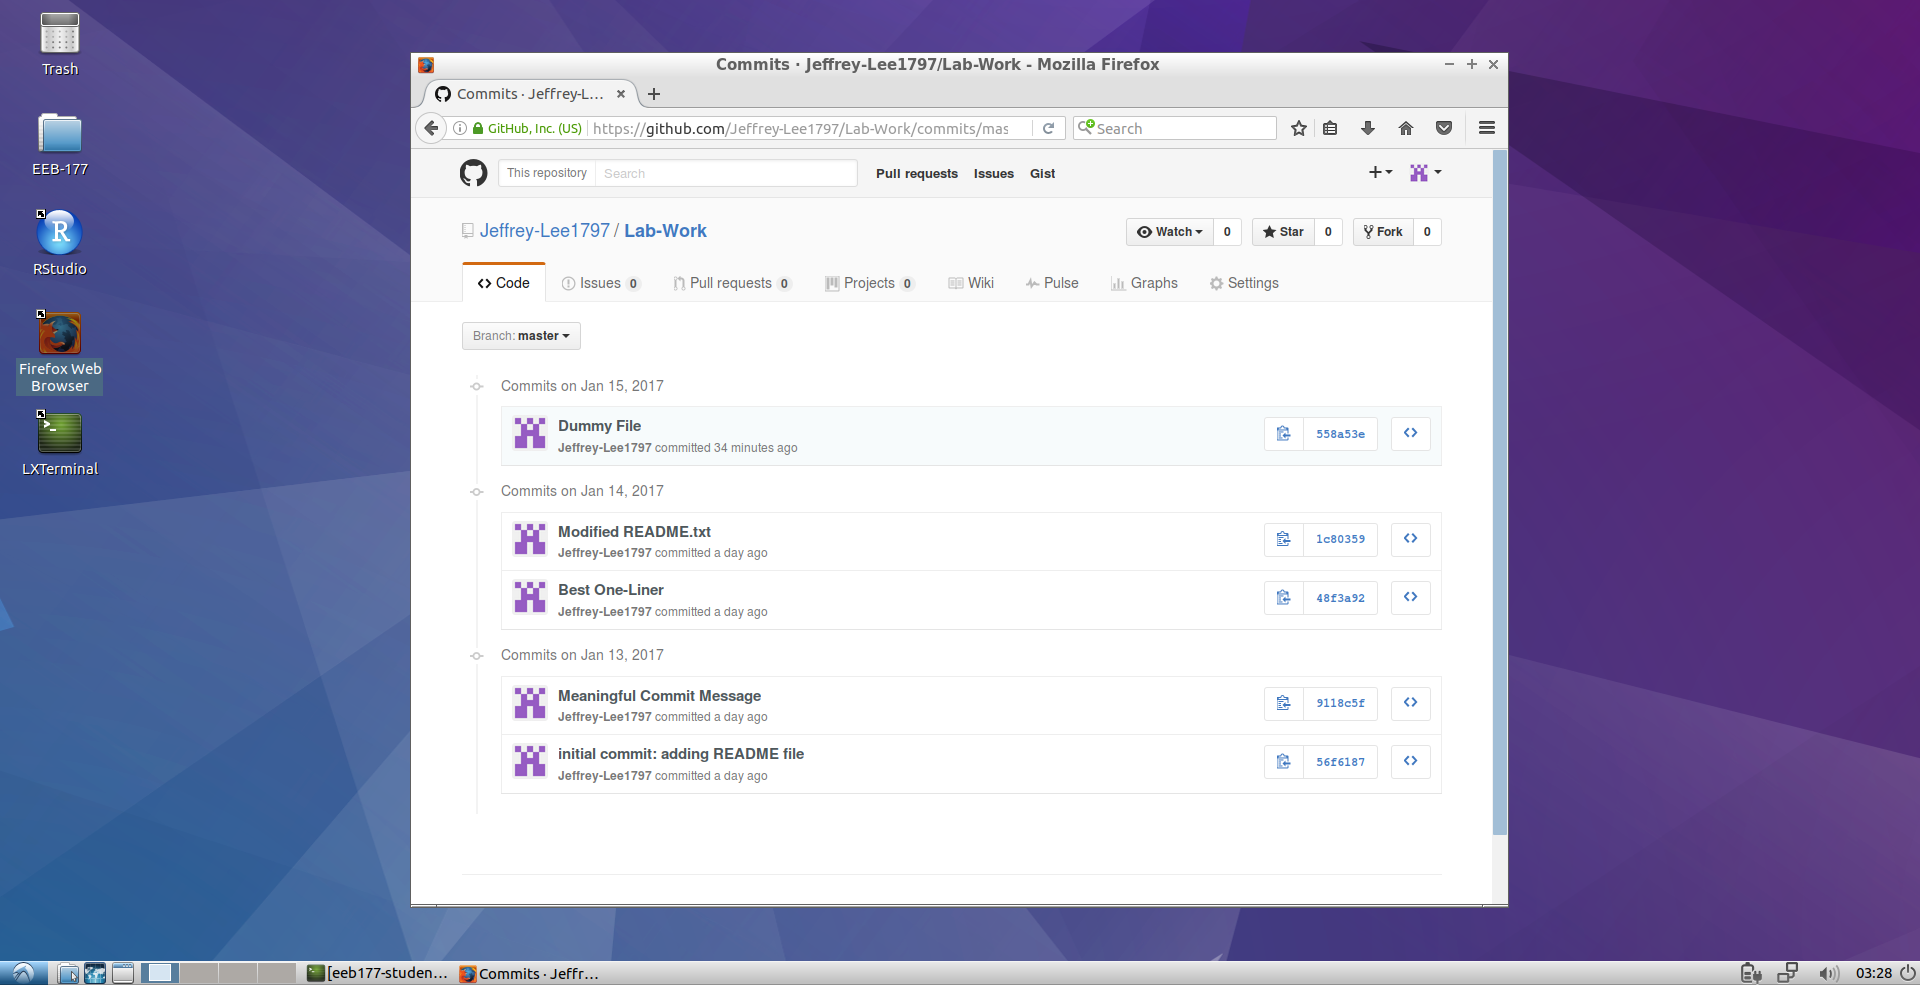 Trash
EEB-177
RStudio
Firefox Web
Browser
LXTerminal
Commits · Jeffrey-Lee1797/Lab-Work - Mozilla Firefox
Commits · Jeffrey-L...
GitHub, Inc. (US)
https://github.com/Jeffrey-Lee1797/Lab-Work/commits/mas
Search
This repository
Search
Pull requests
Issues
Gist
Jeffrey-Lee1797 / Lab-Work
Watch 0
Star 0
Fork 0
Code
Issues 0
Pull requests 0
Projects 0
Wiki
Pulse
Graphs
Settings
Branch: master
Commits on Jan 15, 2017
Dummy File
Jeffrey-Lee1797 committed 34 minutes ago
558a53e
Commits on Jan 14, 2017
Modified README.txt
Jeffrey-Lee1797 committed a day ago
1c80359
Best One-Liner
Jeffrey-Lee1797 committed a day ago
48f3a92
Commits on Jan 13, 2017
Meaningful Commit Message
Jeffrey-Lee1797 committed a day ago
9118c5f
initial commit: adding README file
Jeffrey-Lee1797 committed a day ago
56f6187
[eeb177-studen...
Commits · Jeffr...
03:28